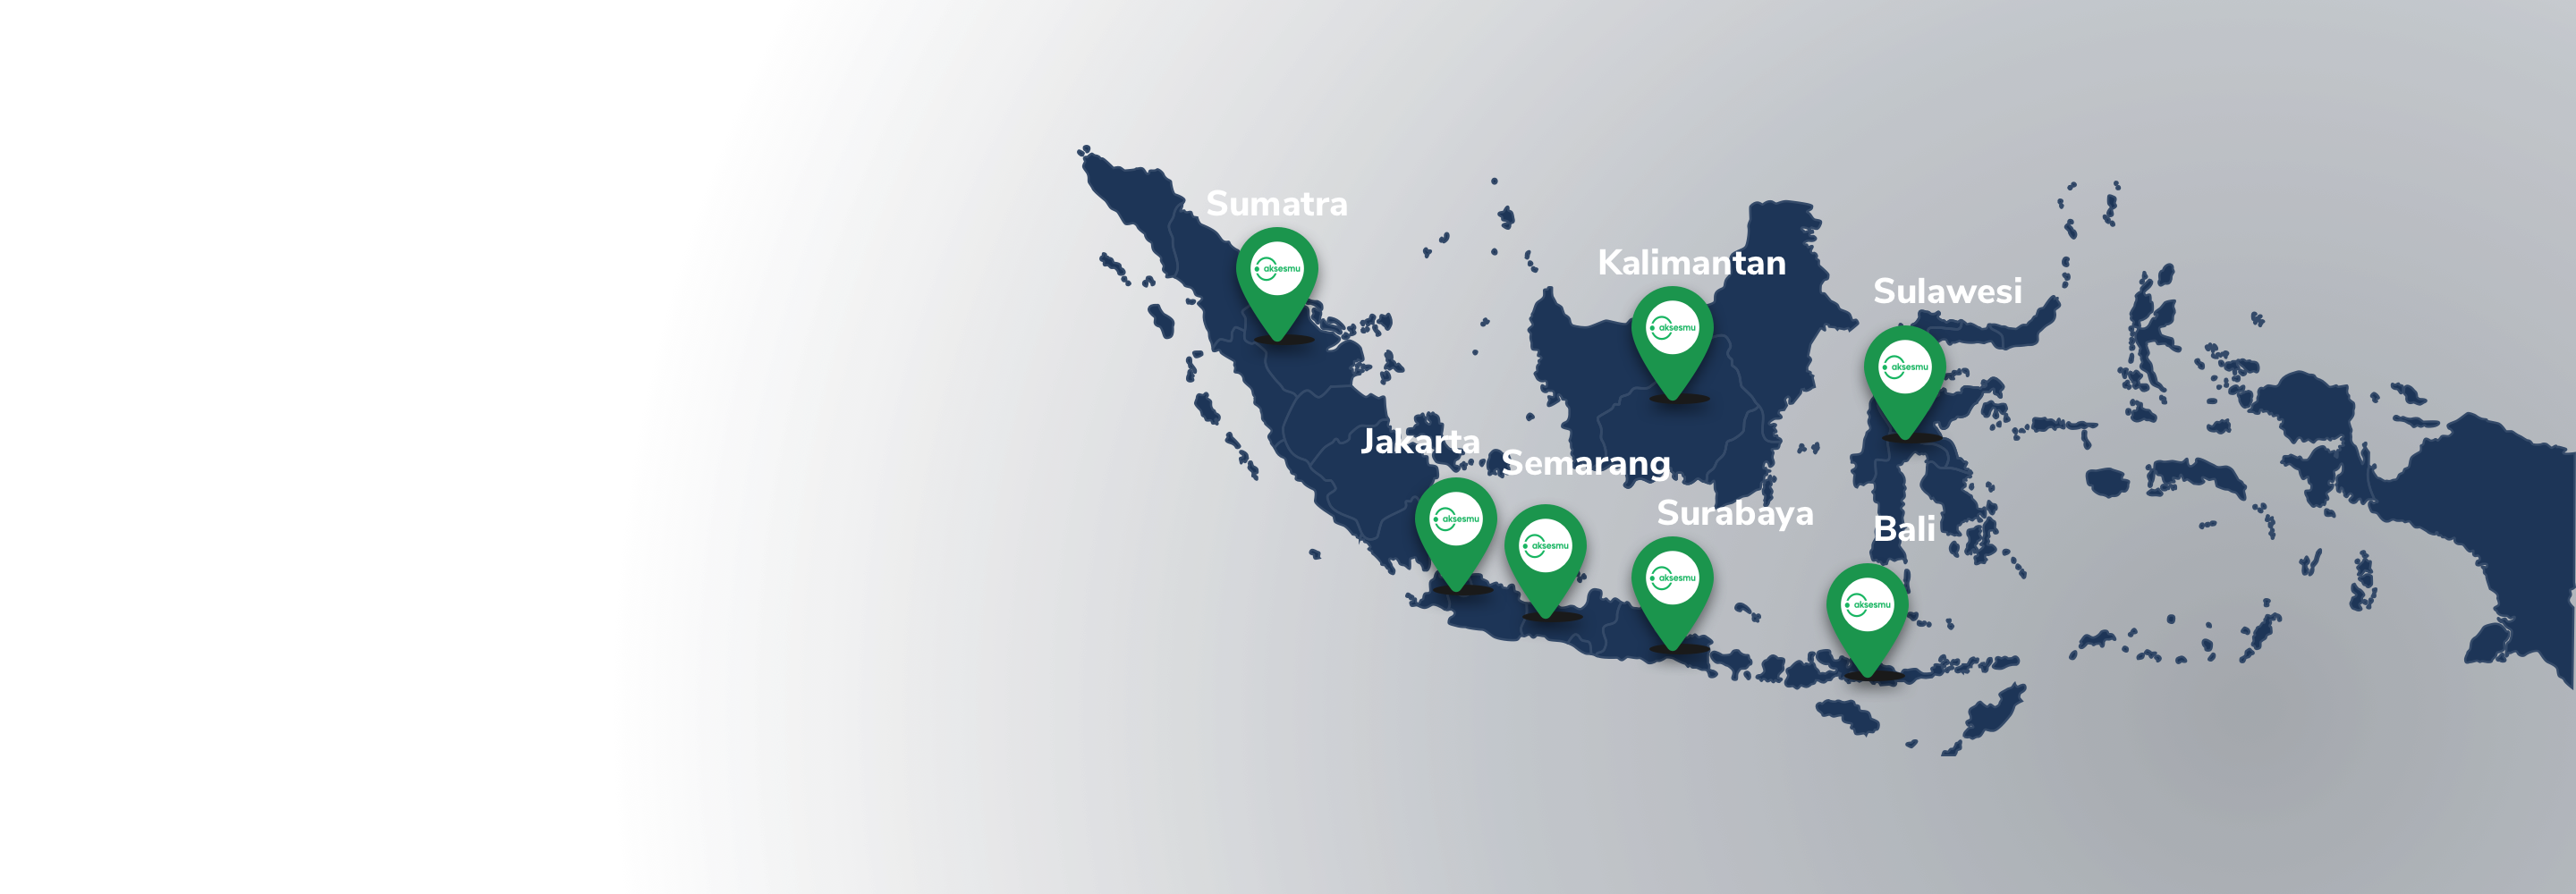 Sumatra
aksesmu
Kalimantan
aksesmu
Sulawesi
aksesmu
Jakarta
aksesmu
Semarang
aksesmu
Surabaya
aksesmu
Bali
aksesmu